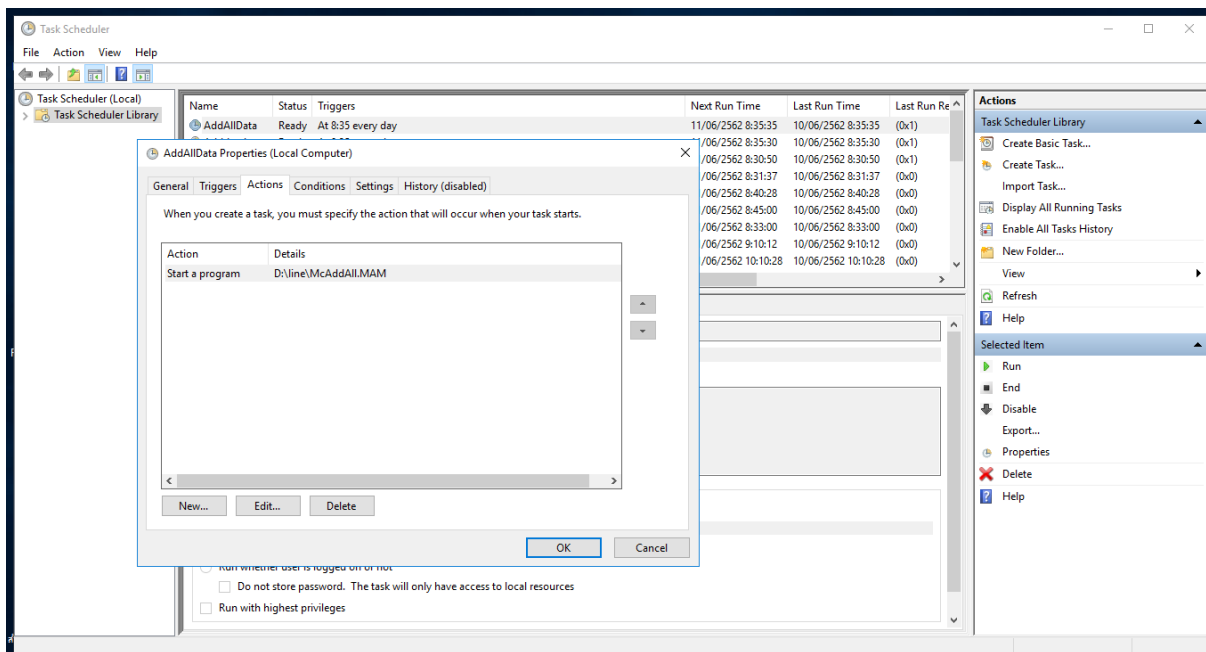 Task Scheduler
File Action View Help
Task Scheduler (Local)
Task Scheduler Library
Name Status Triggers Next Run Time Last Run Time Last Run Re
AddAllData Ready At 8:35 every day 11/06/2562 8:35:35 10/06/2562 8:35:35 (0x1)
/06/2562 8:35:30 10/06/2562 8:35:30 (0x1)
/06/2562 8:30:50 10/06/2562 8:30:50 (0x1)
/06/2562 8:31:37 10/06/2562 8:31:37 (0x0)
/06/2562 8:40:28 10/06/2562 8:40:28 (0x0)
/06/2562 8:45:00 10/06/2562 8:45:00 (0x0)
/06/2562 8:33:00 10/06/2562 8:33:00 (0x0)
/06/2562 9:10:12 10/06/2562 9:10:12 (0x0)
/06/2562 10:10:28 10/06/2562 10:10:28 (0x0)
AddAllData Properties (Local Computer)
General Triggers Actions Conditions Settings History (disabled)
When you create a task, you must specify the action that will occur when your task starts.
Action Details
Start a program D:\line\McAddAll.MAM
New... Edit... Delete
OK Cancel
Run whether user is logged on or not
Do not store password. The task will only have access to local resources
Run with highest privileges
Actions
Task Scheduler Library
Create Basic Task...
Create Task...
Import Task...
Display All Running Tasks
Enable All Tasks History
New Folder...
View
Refresh
Help
Selected Item
Run
End
Disable
Export...
Properties
Delete
Help